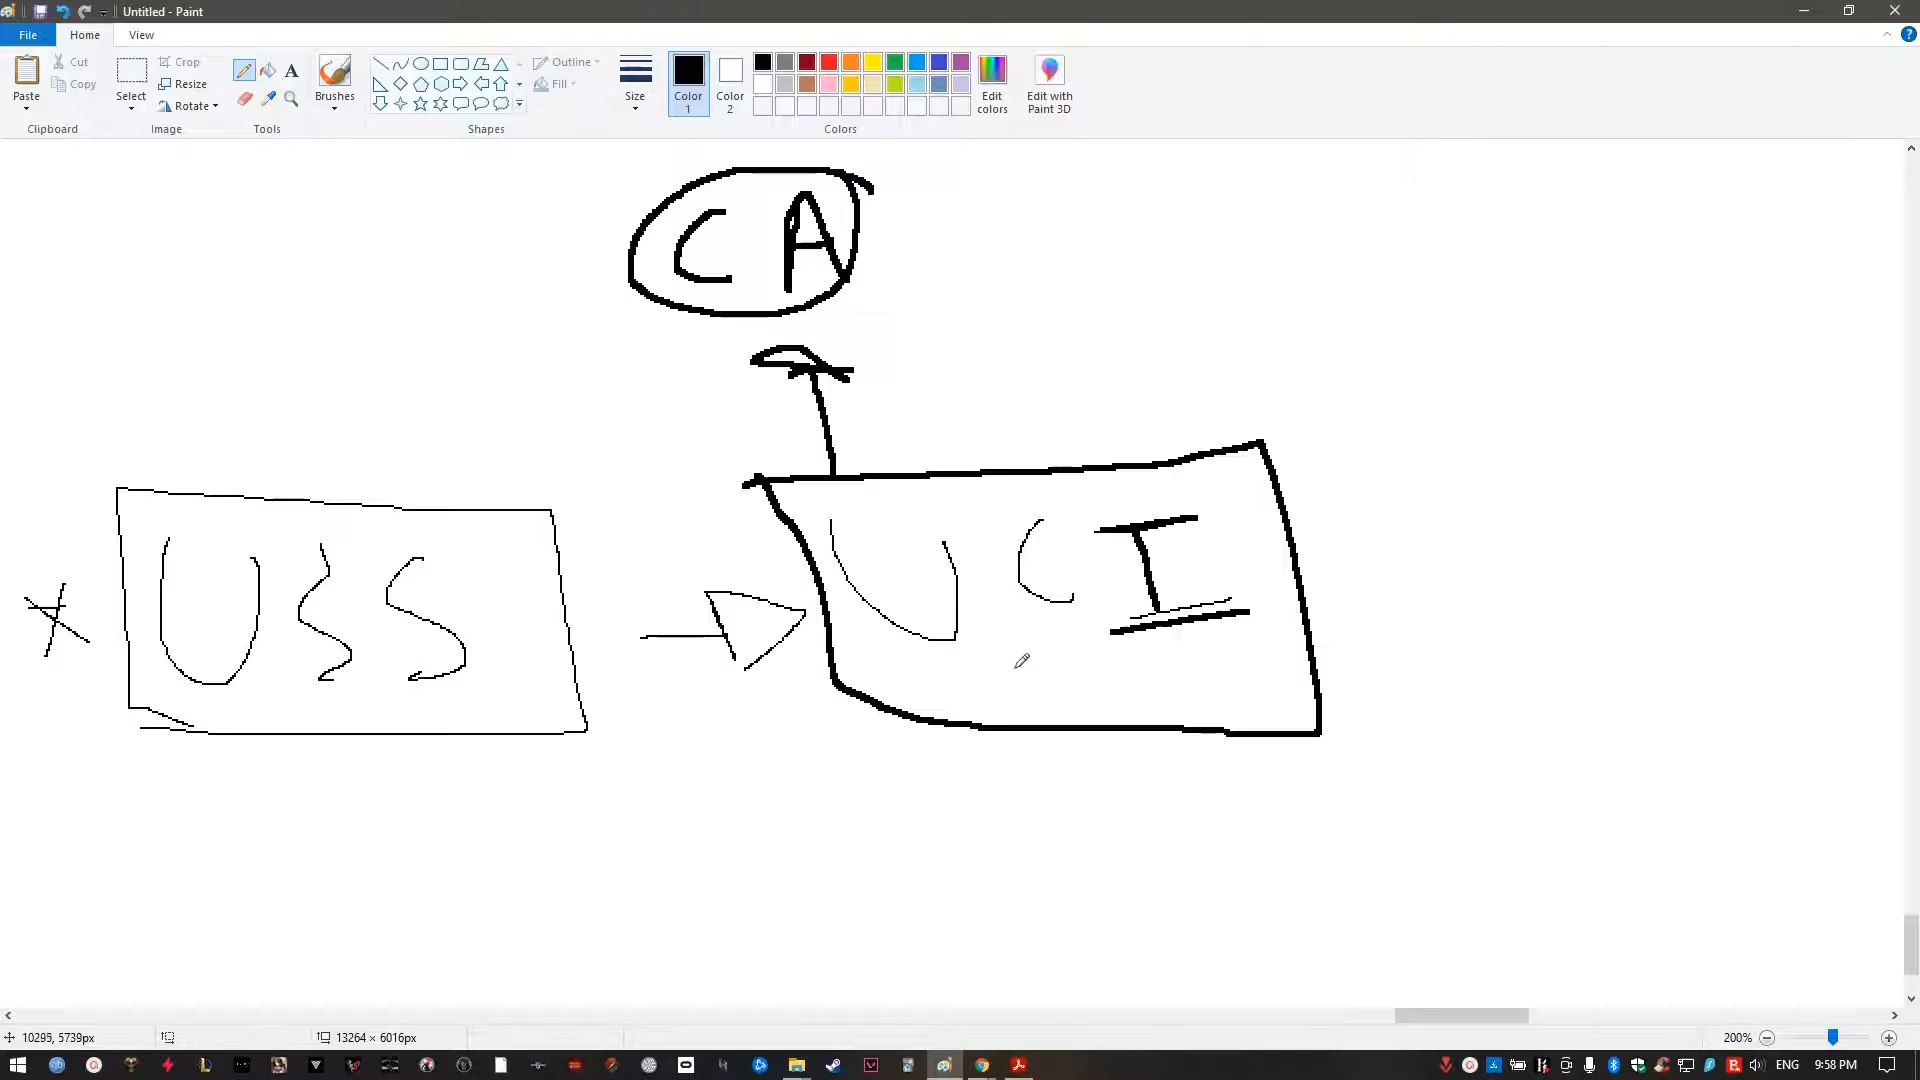 Untitled - Paint
File Home View
Paste
Cut
Copy
Clipboard
Select
Crop
Resize
Rotate
Image
Tools
Brushes
Shapes
Outline
Fill
Size
Color 1
Color 2
Colors
Edit colors
Edit with Paint 3D
CA
USS
UCI
10295, 5739px
13264 × 6016px
200%
ENG
9:58 PM